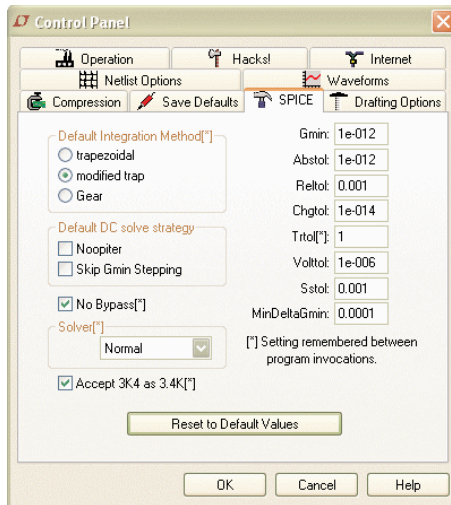 Control Panel
Operation
Hacks!
Internet
Netlist Options
Waveforms
Compression
Save Defaults
SPICE
Drafting Options
Default Integration Method[*]
trapezoidal
modified trap
Gear
Default DC solve strategy
Noopiter
Skip Gmin Stepping
No Bypass[*]
Solver[*]
Normal
Accept 3K4 as 3.4K[*]
Gmin: 1e-012
Abstol: 1e-012
Reltol: 0.001
Chgtol: 1e-014
Trtol[*]: 1
Volttol: 1e-006
Sstol: 0.001
MinDeltaGmin: 0.0001
[*] Setting remembered between
program invocations.
Reset to Default Values
OK
Cancel
Help